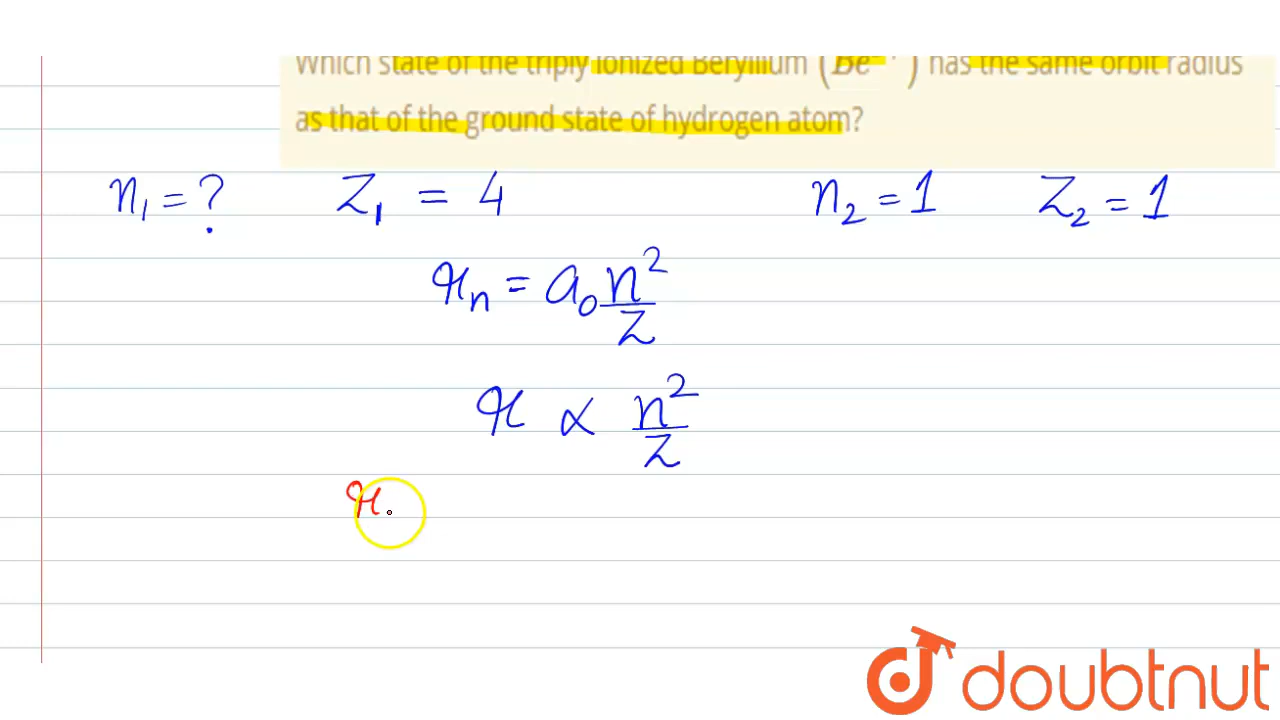 Which state of the triply Ionized Beryllium (Be³⁺) has the same orbit radius
as that of the ground state of hydrogen atom?
n₁ = ? Z₁ = 4 n₂ = 1 Z₂ = 1
rₙ = a₀ n²/Z
r ∝ n²/Z
r
doubtnut